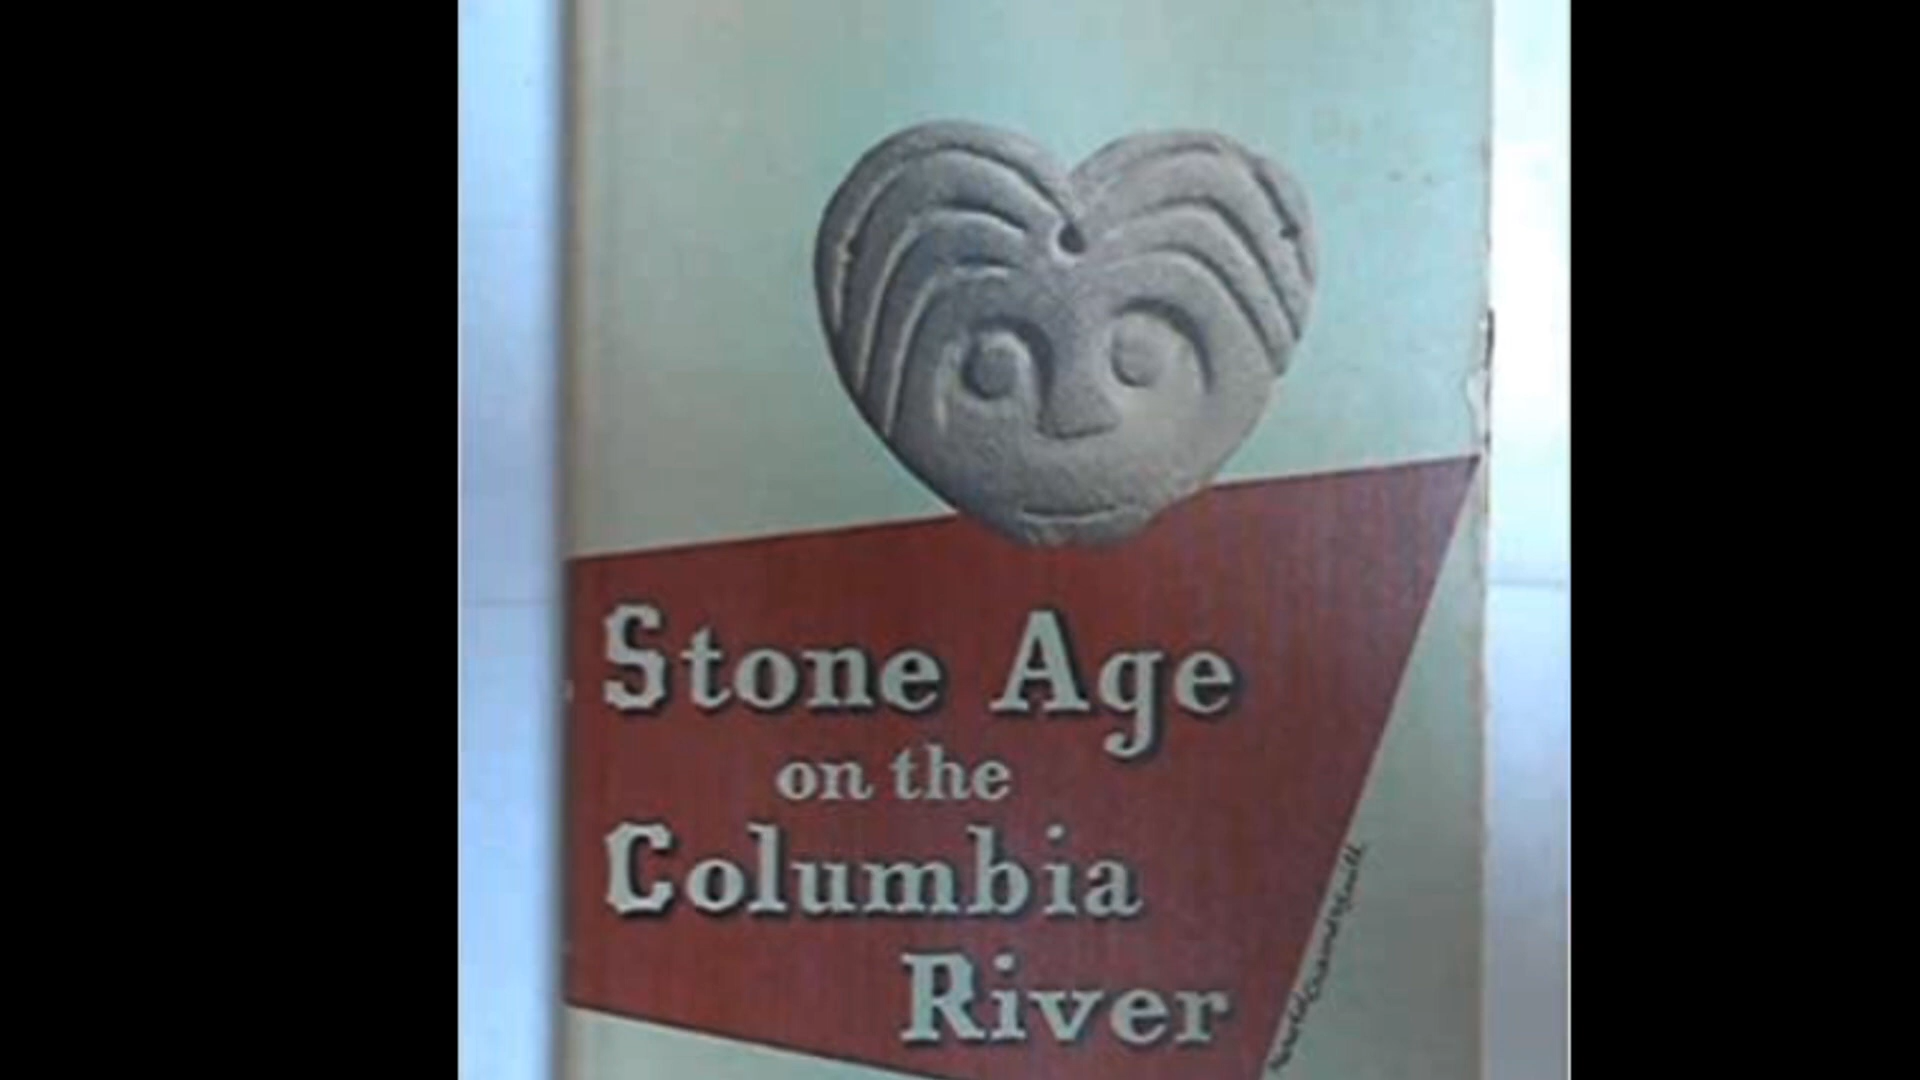 Stone Age
on the
Columbia
River